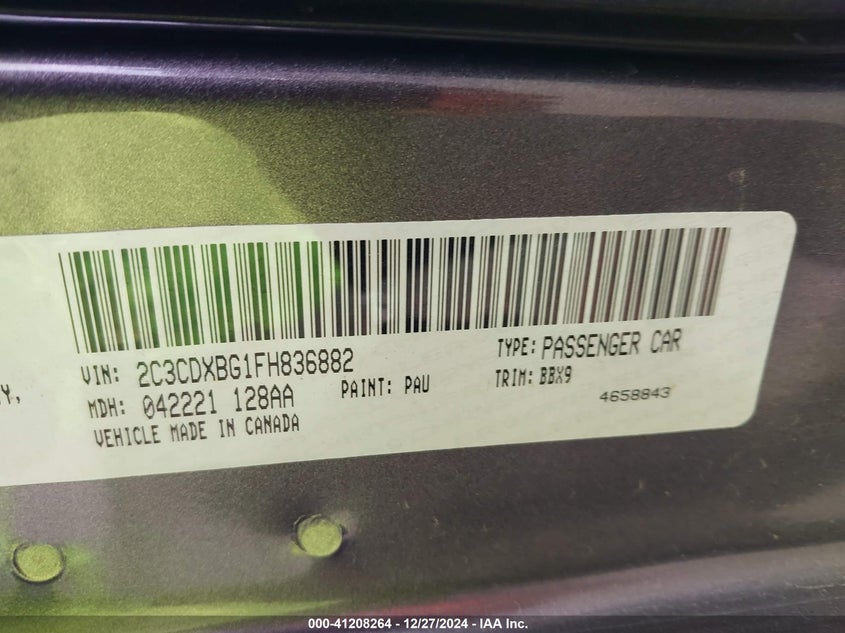 VIN: 2C3CDXBG1FH836882
TYPE: PASSENGER CAR
Y,
MDH: 042221 128AA
PAINT: PAU
TRIM: BBX9
VEHICLE MADE IN CANADA
4658843
000-41208264 - 12/27/2024 - IAA Inc.